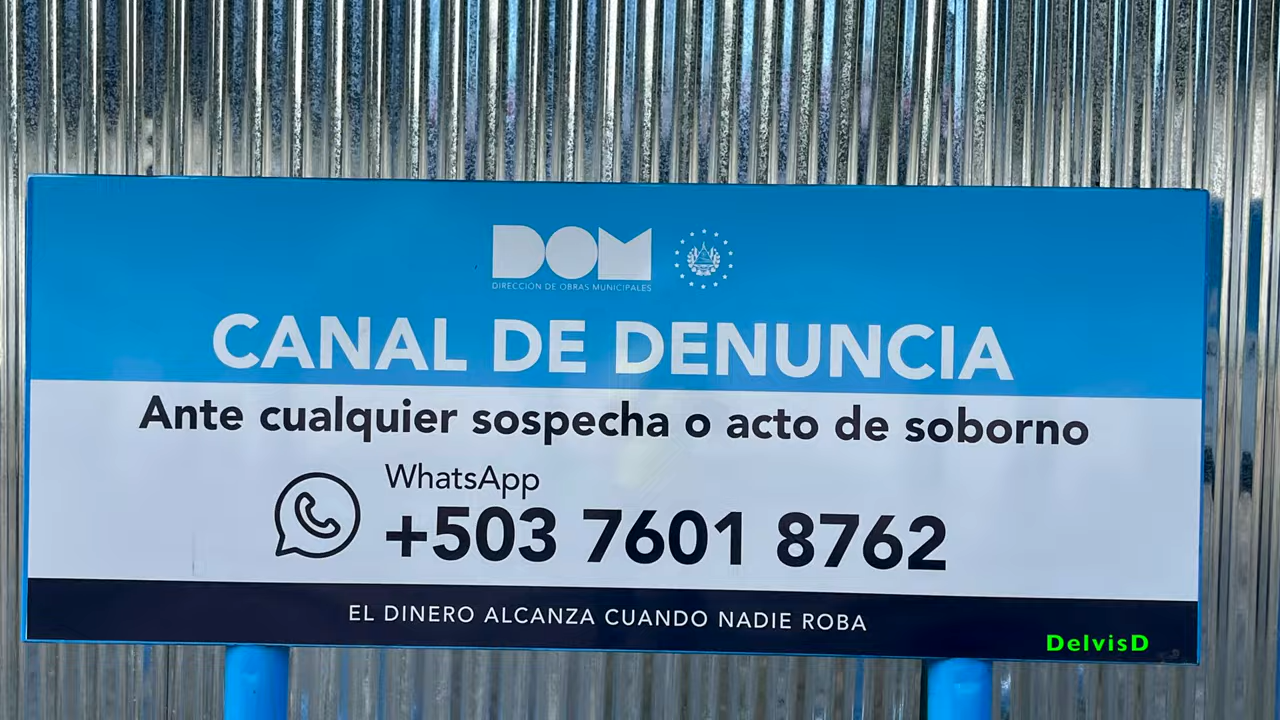 DOM
DIRECCIÓN DE OBRAS MUNICIPALES
CANAL DE DENUNCIA
Ante cualquier sospecha o acto de soborno
WhatsApp
+503 7601 8762
EL DINERO ALCANZA CUANDO NADIE ROBA
DelvisD